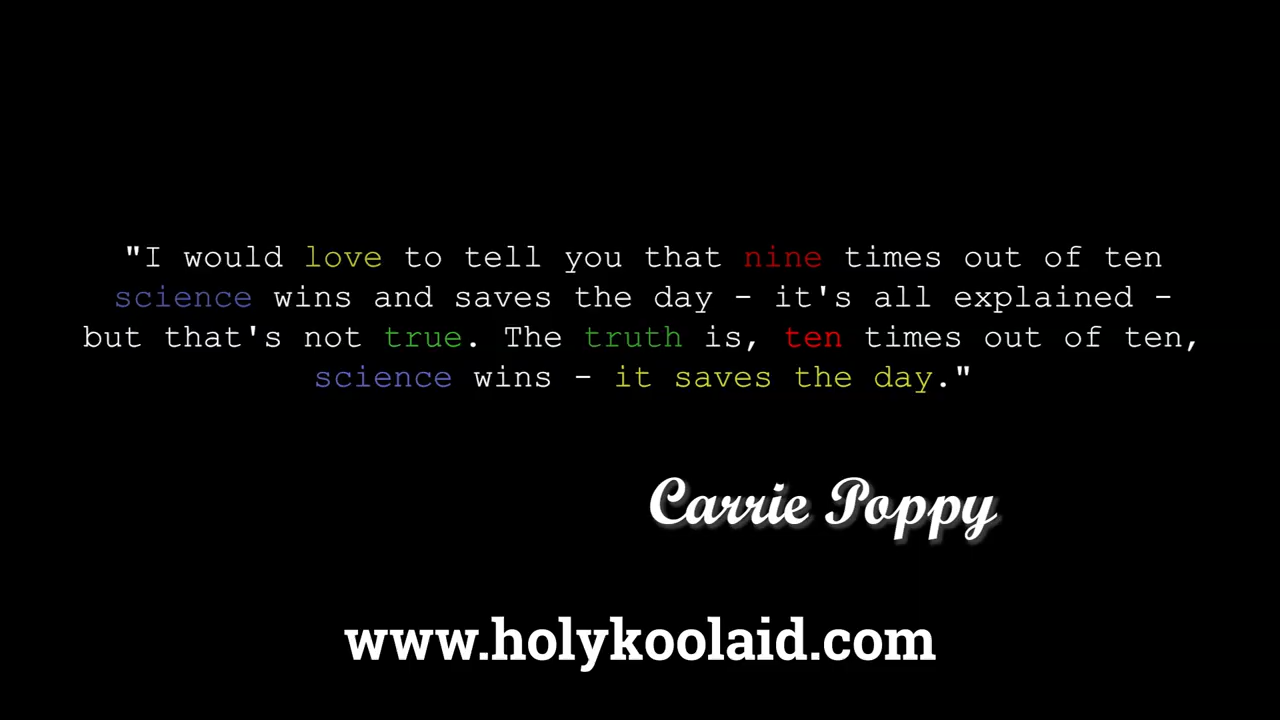 "I would love to tell you that nine times out of ten
science wins and saves the day - it's all explained -
but that's not true. The truth is, ten times out of ten,
science wins - it saves the day."
Carrie Poppy
www.holykoolaid.com